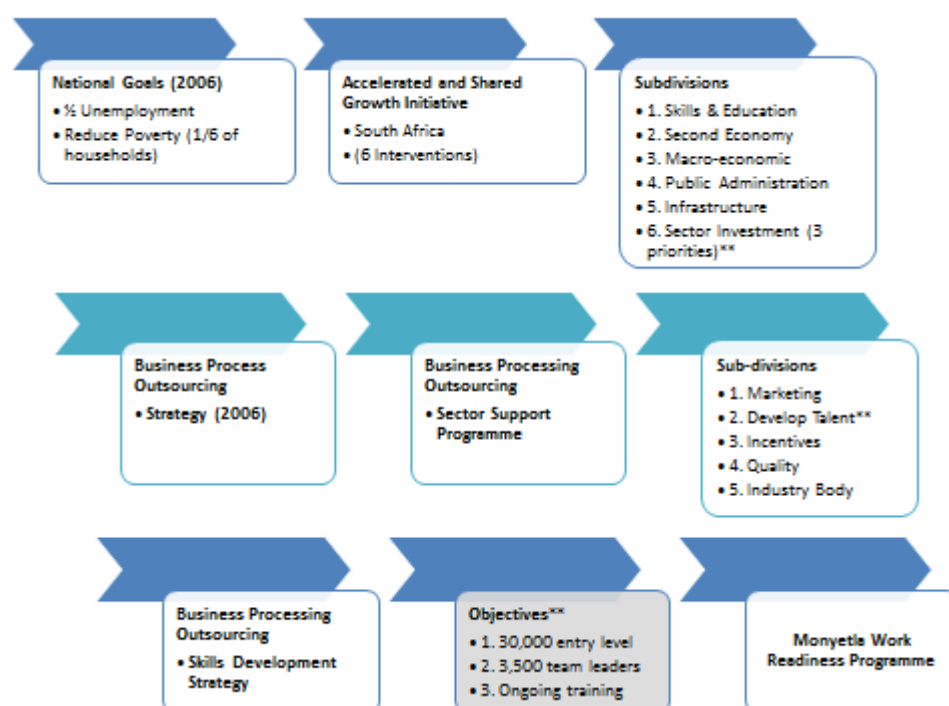 National Goals (2006)
• ½ Unemployment
• Reduce Poverty (1/6 of
households)
Accelerated and Shared
Growth Initiative
• South Africa
• (6 Interventions)
Subdivisions
• 1. Skills & Education
• 2. Second Economy
• 3. Macro-economic
• 4. Public Administration
• 5. Infrastructure
• 6. Sector Investment (3
priorities)**
Business Process
Outsourcing
• Strategy (2006)
Business Processing
Outsourcing
• Sector Support
Programme
Sub-divisions
• 1. Marketing
• 2. Develop Talent**
• 3. Incentives
• 4. Quality
• 5. Industry Body
Business Processing
Outsourcing
• Skills Development
Strategy
Objectives**
• 1. 30,000 entry level
• 2. 3,500 team leaders
• 3. Ongoing training
Monyetla Work
Readiness Programme